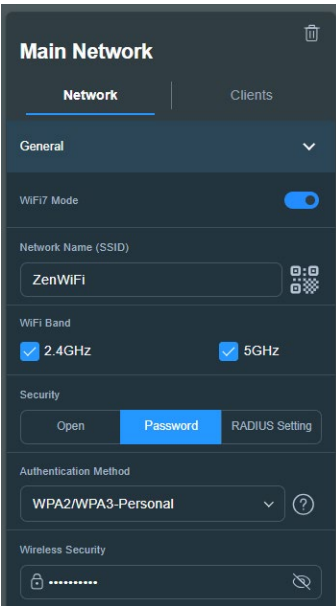 Main Network
Network Clients
General
WiFi7 Mode
Network Name (SSID)
ZenWiFi
WiFi Band
2.4GHz 5GHz
Security
Open Password RADIUS Setting
Authentication Method
WPA2/WPA3-Personal
Wireless Security
••••••••••